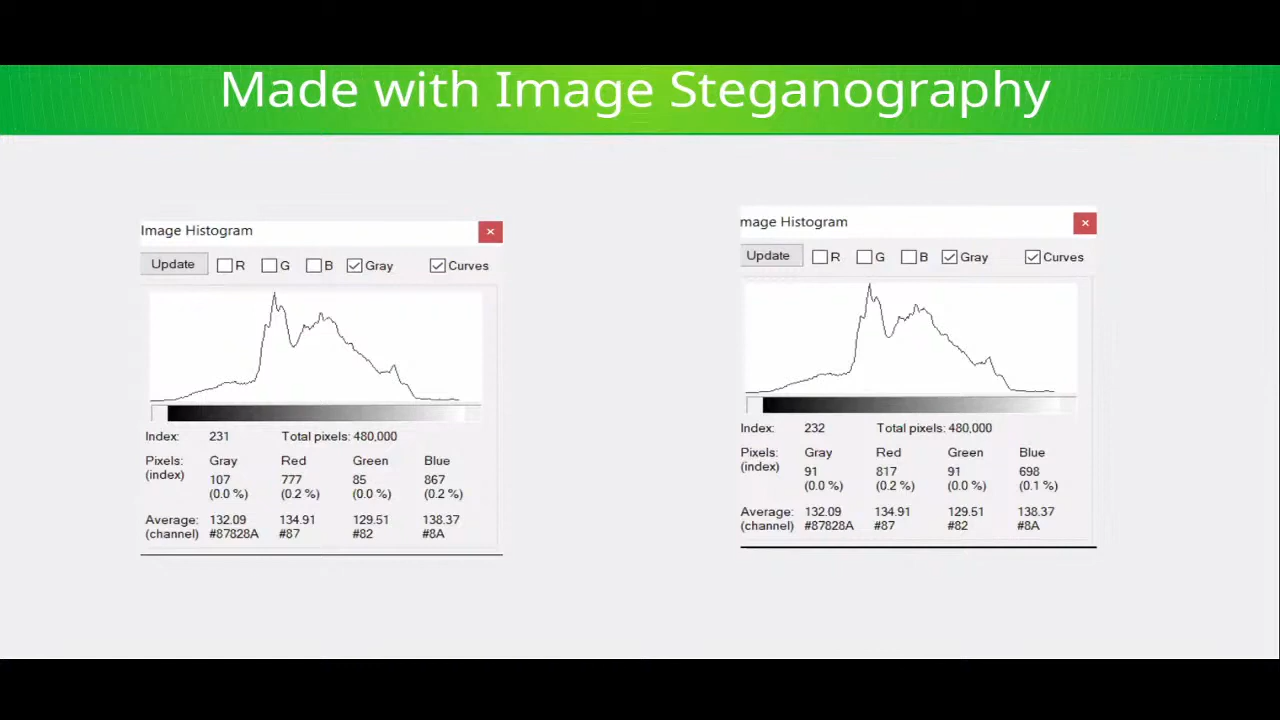 Made with Image Steganography
Image Histogram
Update R G B Gray Curves
Index: 231 Total pixels: 480,000
Pixels: Gray Red Green Blue
(index) 107 777 85 867
(0.0 %) (0.2 %) (0.0 %) (0.2 %)
Average: 132.09 134.91 129.51 138.37
(channel) #87828A #87 #82 #8A
mage Histogram
Update R G B Gray Curves
Index: 232 Total pixels: 480,000
Pixels: Gray Red Green Blue
(index) 91 817 91 698
(0.0 %) (0.2 %) (0.0 %) (0.1 %)
Average: 132.09 134.91 129.51 138.37
(channel) #87828A #87 #82 #8A